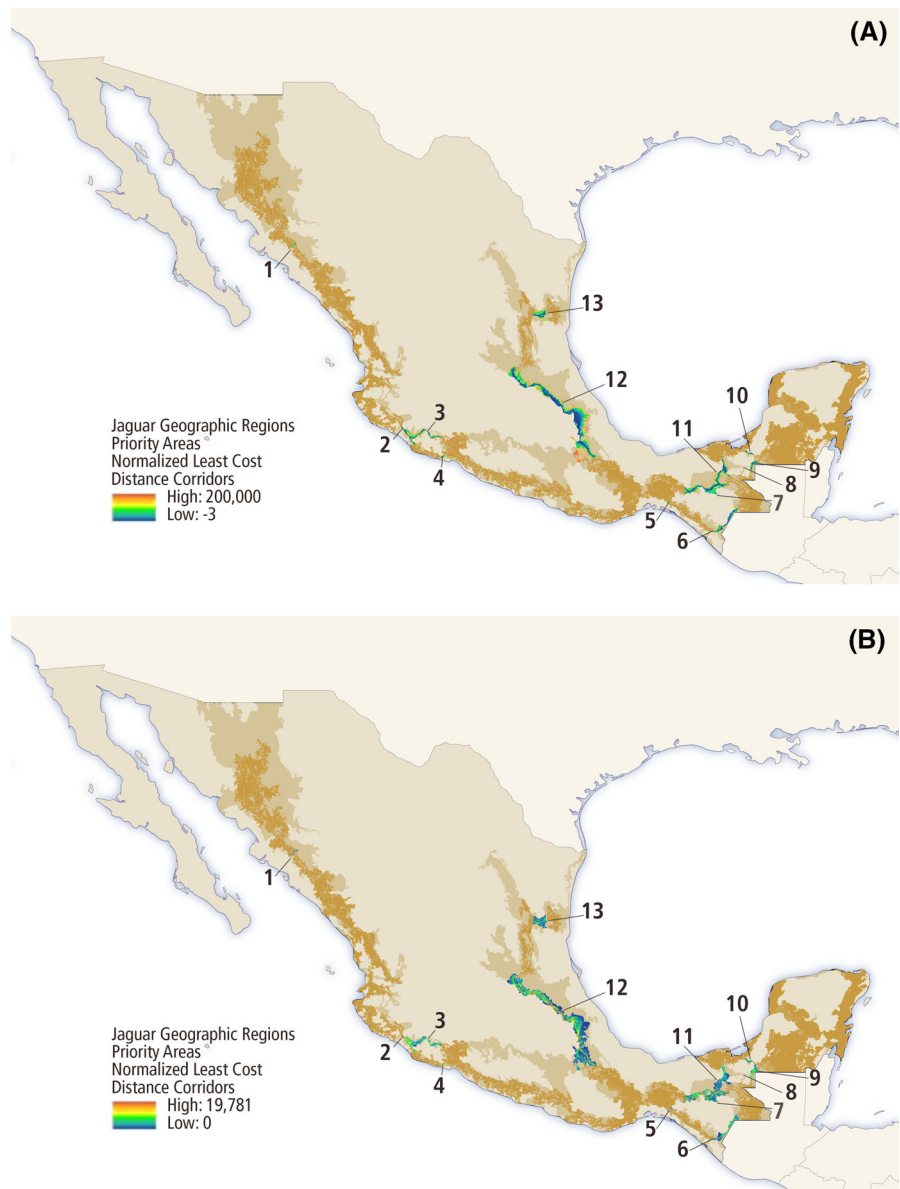 (A)
1
13
12
10
3
11
2
9
8
4
7
5
6
Jaguar Geographic Regions
Priority Areas
Normalized Least Cost
Distance Corridors
High: 200,000
Low: -3
(B)
1
13
12
10
3
11
2
9
8
4
7
5
6
Jaguar Geographic Regions
Priority Areas
Normalized Least Cost
Distance Corridors
High: 19,781
Low: 0